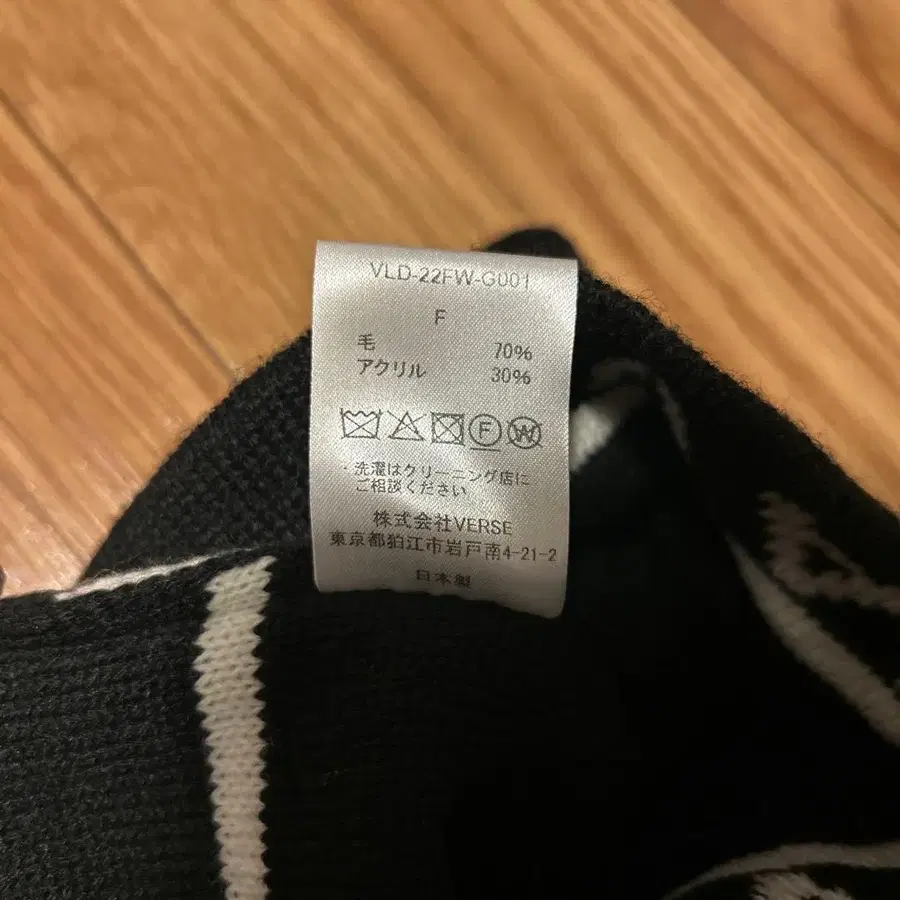 VLD-22FW-G001
F
毛 70%
アクリル 30%
F W
・洗濯はクリーニング店に
ご相談ください
株式会社VERSE
東京都狛江市岩戸南4-21-2
日本製